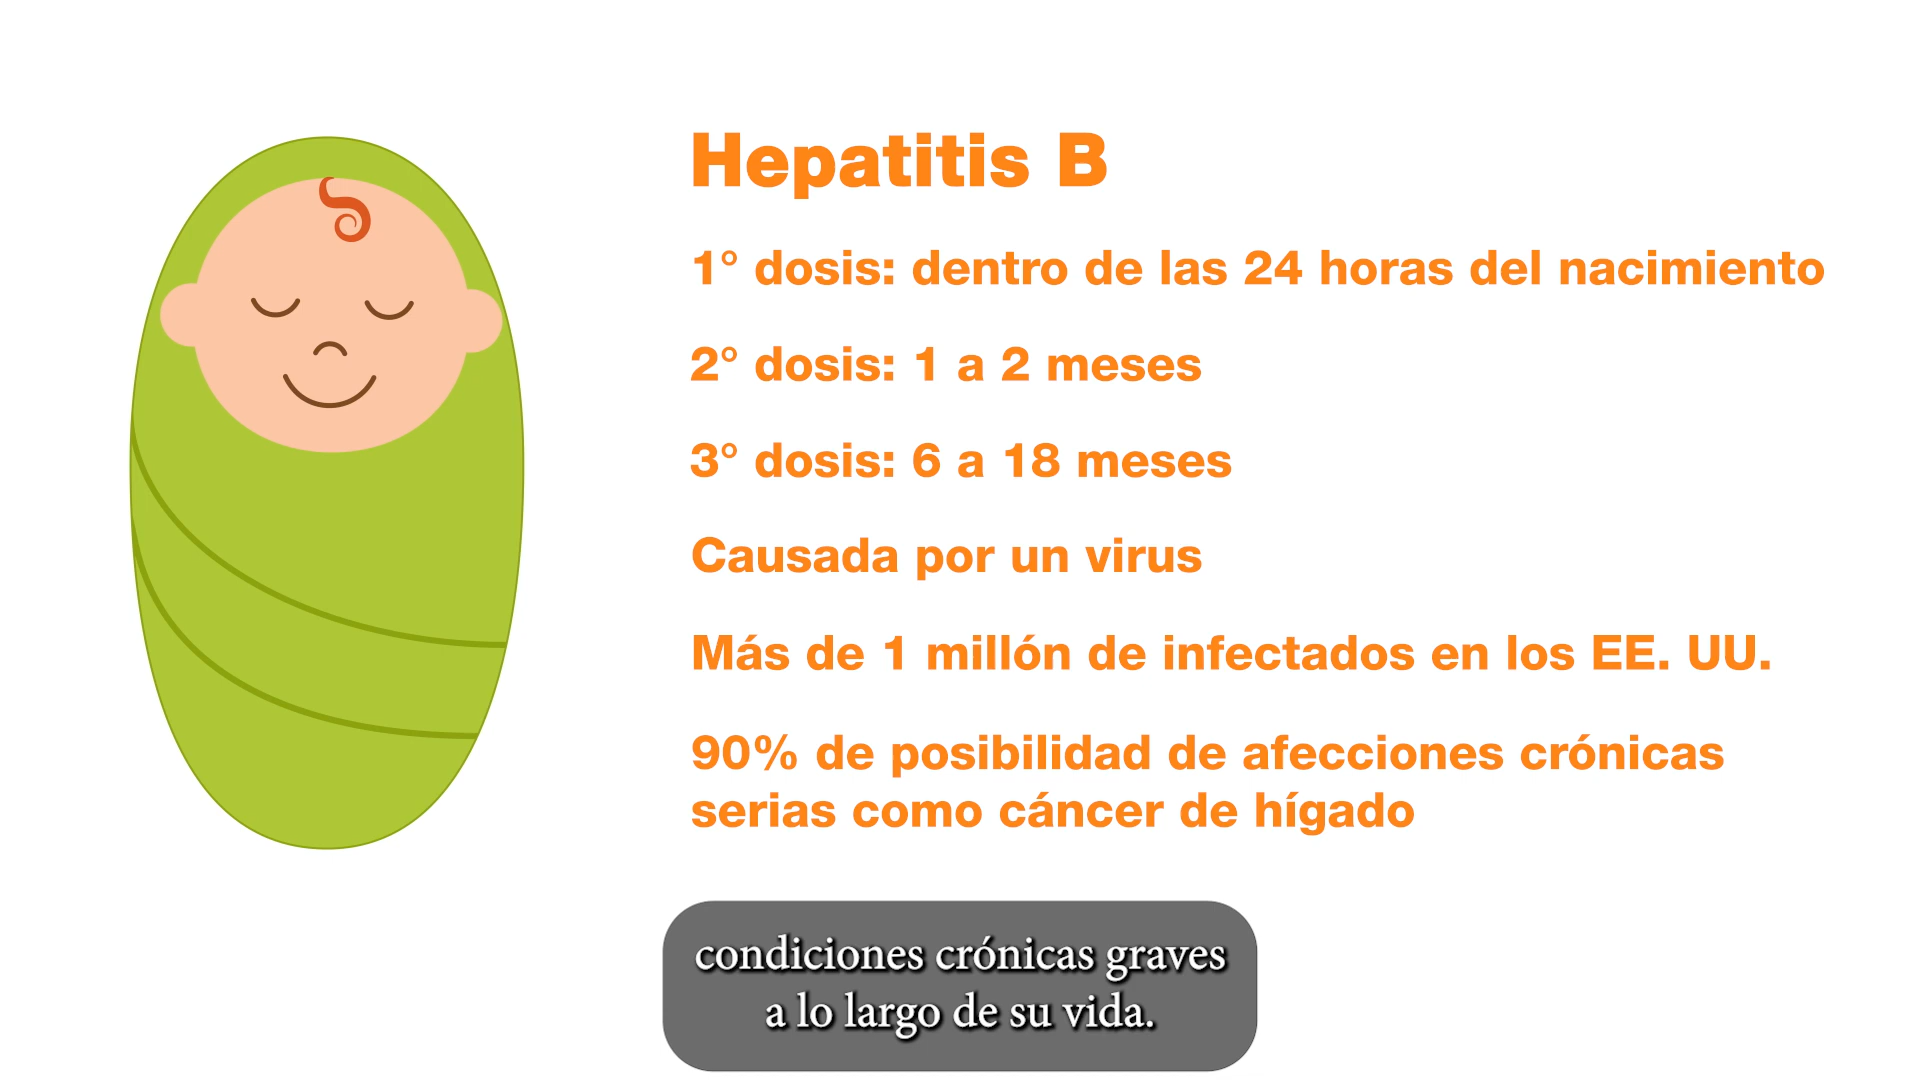 Hepatitis B
1° dosis: dentro de las 24 horas del nacimiento
2° dosis: 1 a 2 meses
3° dosis: 6 a 18 meses
Causada por un virus
Más de 1 millón de infectados en los EE. UU.
90% de posibilidad de afecciones crónicas
serias como cáncer de hígado
condiciones crónicas graves
a lo largo de su vida.